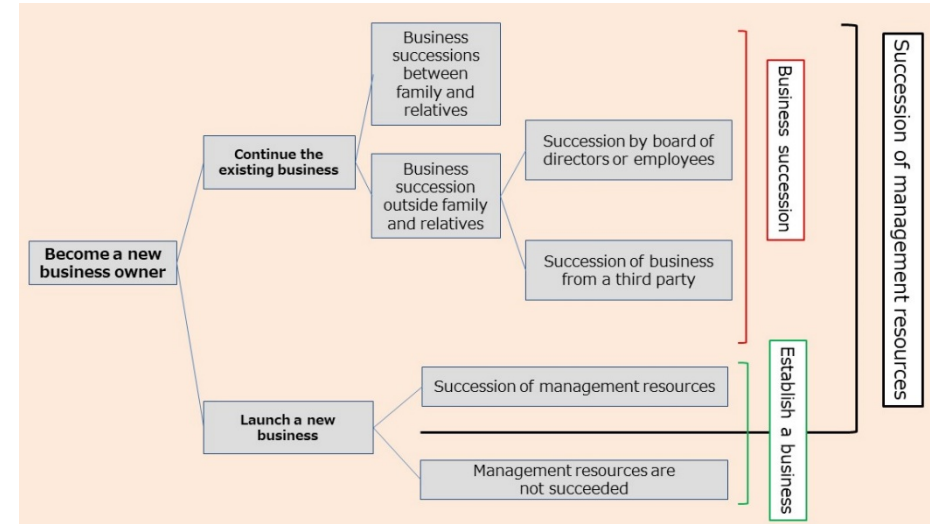 Business
successions
between
family and
relatives
Continue the
existing business
Business
succession
outside family
and relatives
Succession by board of
directors or employees
Succession of business
from a third party
Become a new
business owner
Launch a new
business
Succession of management resources
Management resources are
not succeeded
Business succession
Establish a business
Succession of management resources